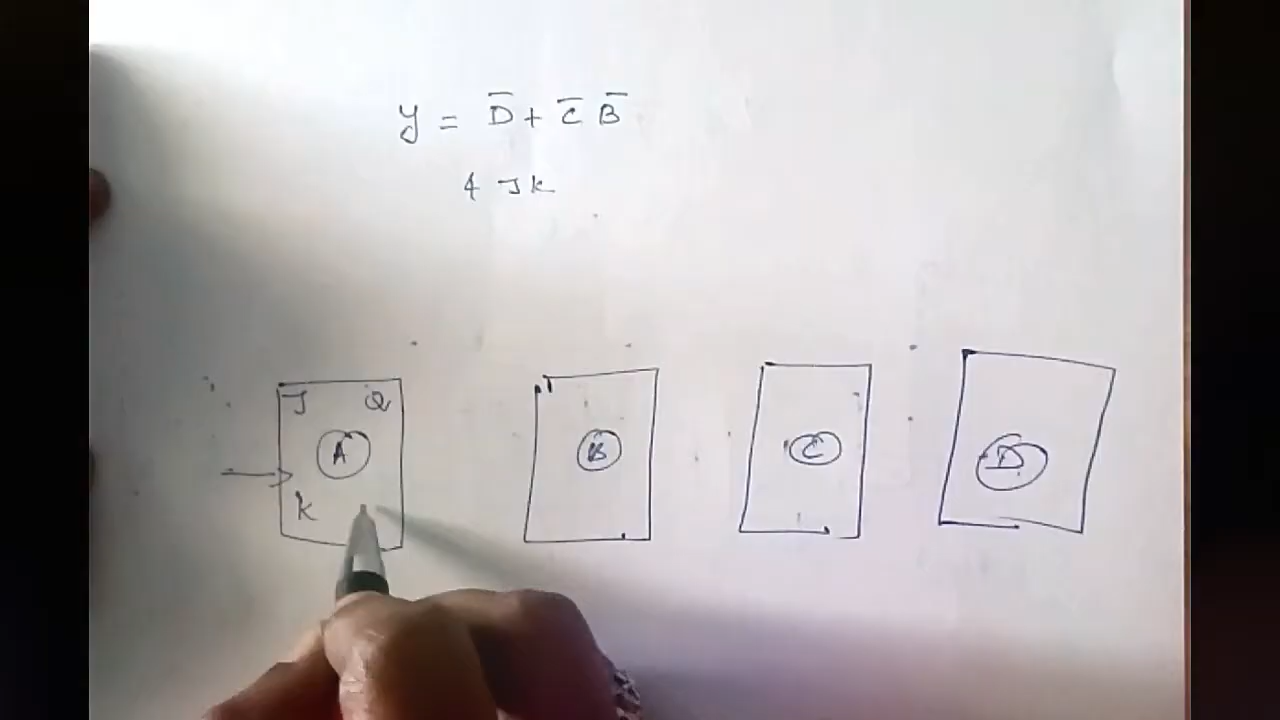 y = D̅ + C̅ B̅
4 JK
J Q
A B C D
K